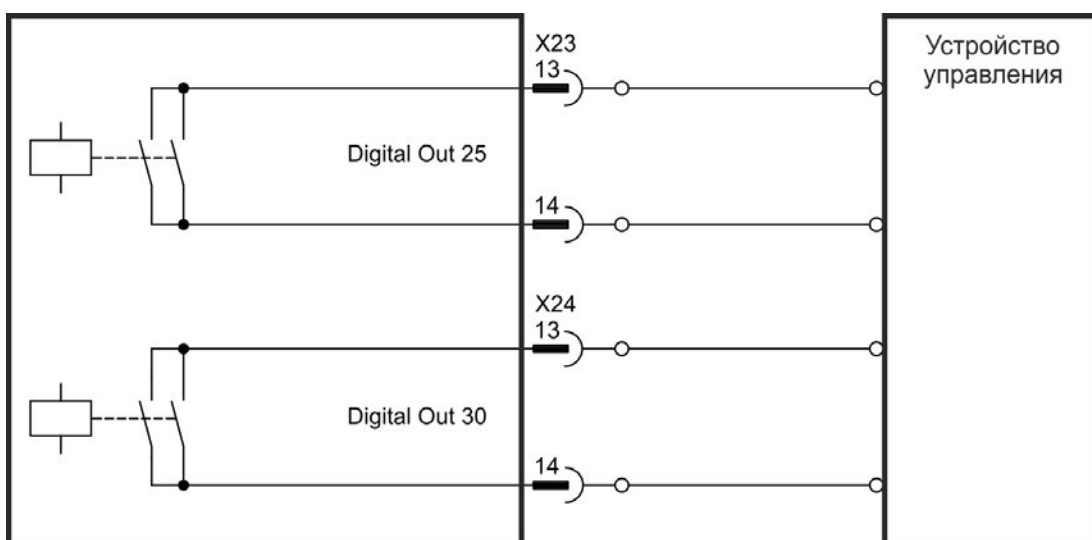 X23
13
Устройство
управления
Digital Out 25
14
X24
13
Digital Out 30
14